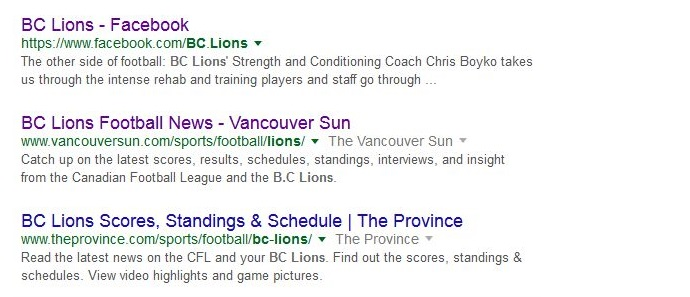 BC Lions - Facebook
https://www.facebook.com/BC.Lions
The other side of football: BC Lions' Strength and Conditioning Coach Chris Boyko takes
us through the intense rehab and training players and staff go through ...
BC Lions Football News - Vancouver Sun
www.vancouversun.com/sports/football/lions/ The Vancouver Sun
Catch up on the latest scores, results, schedules, standings, interviews, and insight
from the Canadian Football League and the B.C Lions.
BC Lions Scores, Standings & Schedule | The Province
www.theprovince.com/sports/football/bc-lions/ The Province
Read the latest news on the CFL and your BC Lions. Find out the scores, standings &
schedules. View video highlights and game pictures.